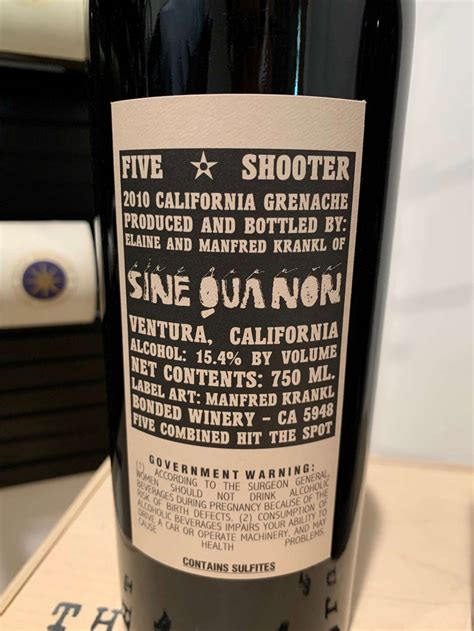 FIVE ★ SHOOTER
2010 CALIFORNIA GRENACHE
PRODUCED AND BOTTLED BY:
ELAINE AND MANFRED KRANKL OF
SINE QUA NON
VENTURA, CALIFORNIA
ALCOHOL: 15.4% BY VOLUME
NET CONTENTS: 750 ML.
LABEL ART: MANFRED KRANKL
BONDED WINERY – CA 5948
FIVE COMBINED HIT THE SPOT
GOVERNMENT WARNING:
(1) ACCORDING TO THE SURGEON GENERAL,
WOMEN SHOULD NOT DRINK ALCOHOLIC
BEVERAGES DURING PREGNANCY BECAUSE OF THE
RISK OF BIRTH DEFECTS. (2) CONSUMPTION OF
ALCOHOLIC BEVERAGES IMPAIRS YOUR ABILITY TO
DRIVE A CAR OR OPERATE MACHINERY, AND MAY
CAUSE HEALTH PROBLEMS.
CONTAINS SULFITES
TH